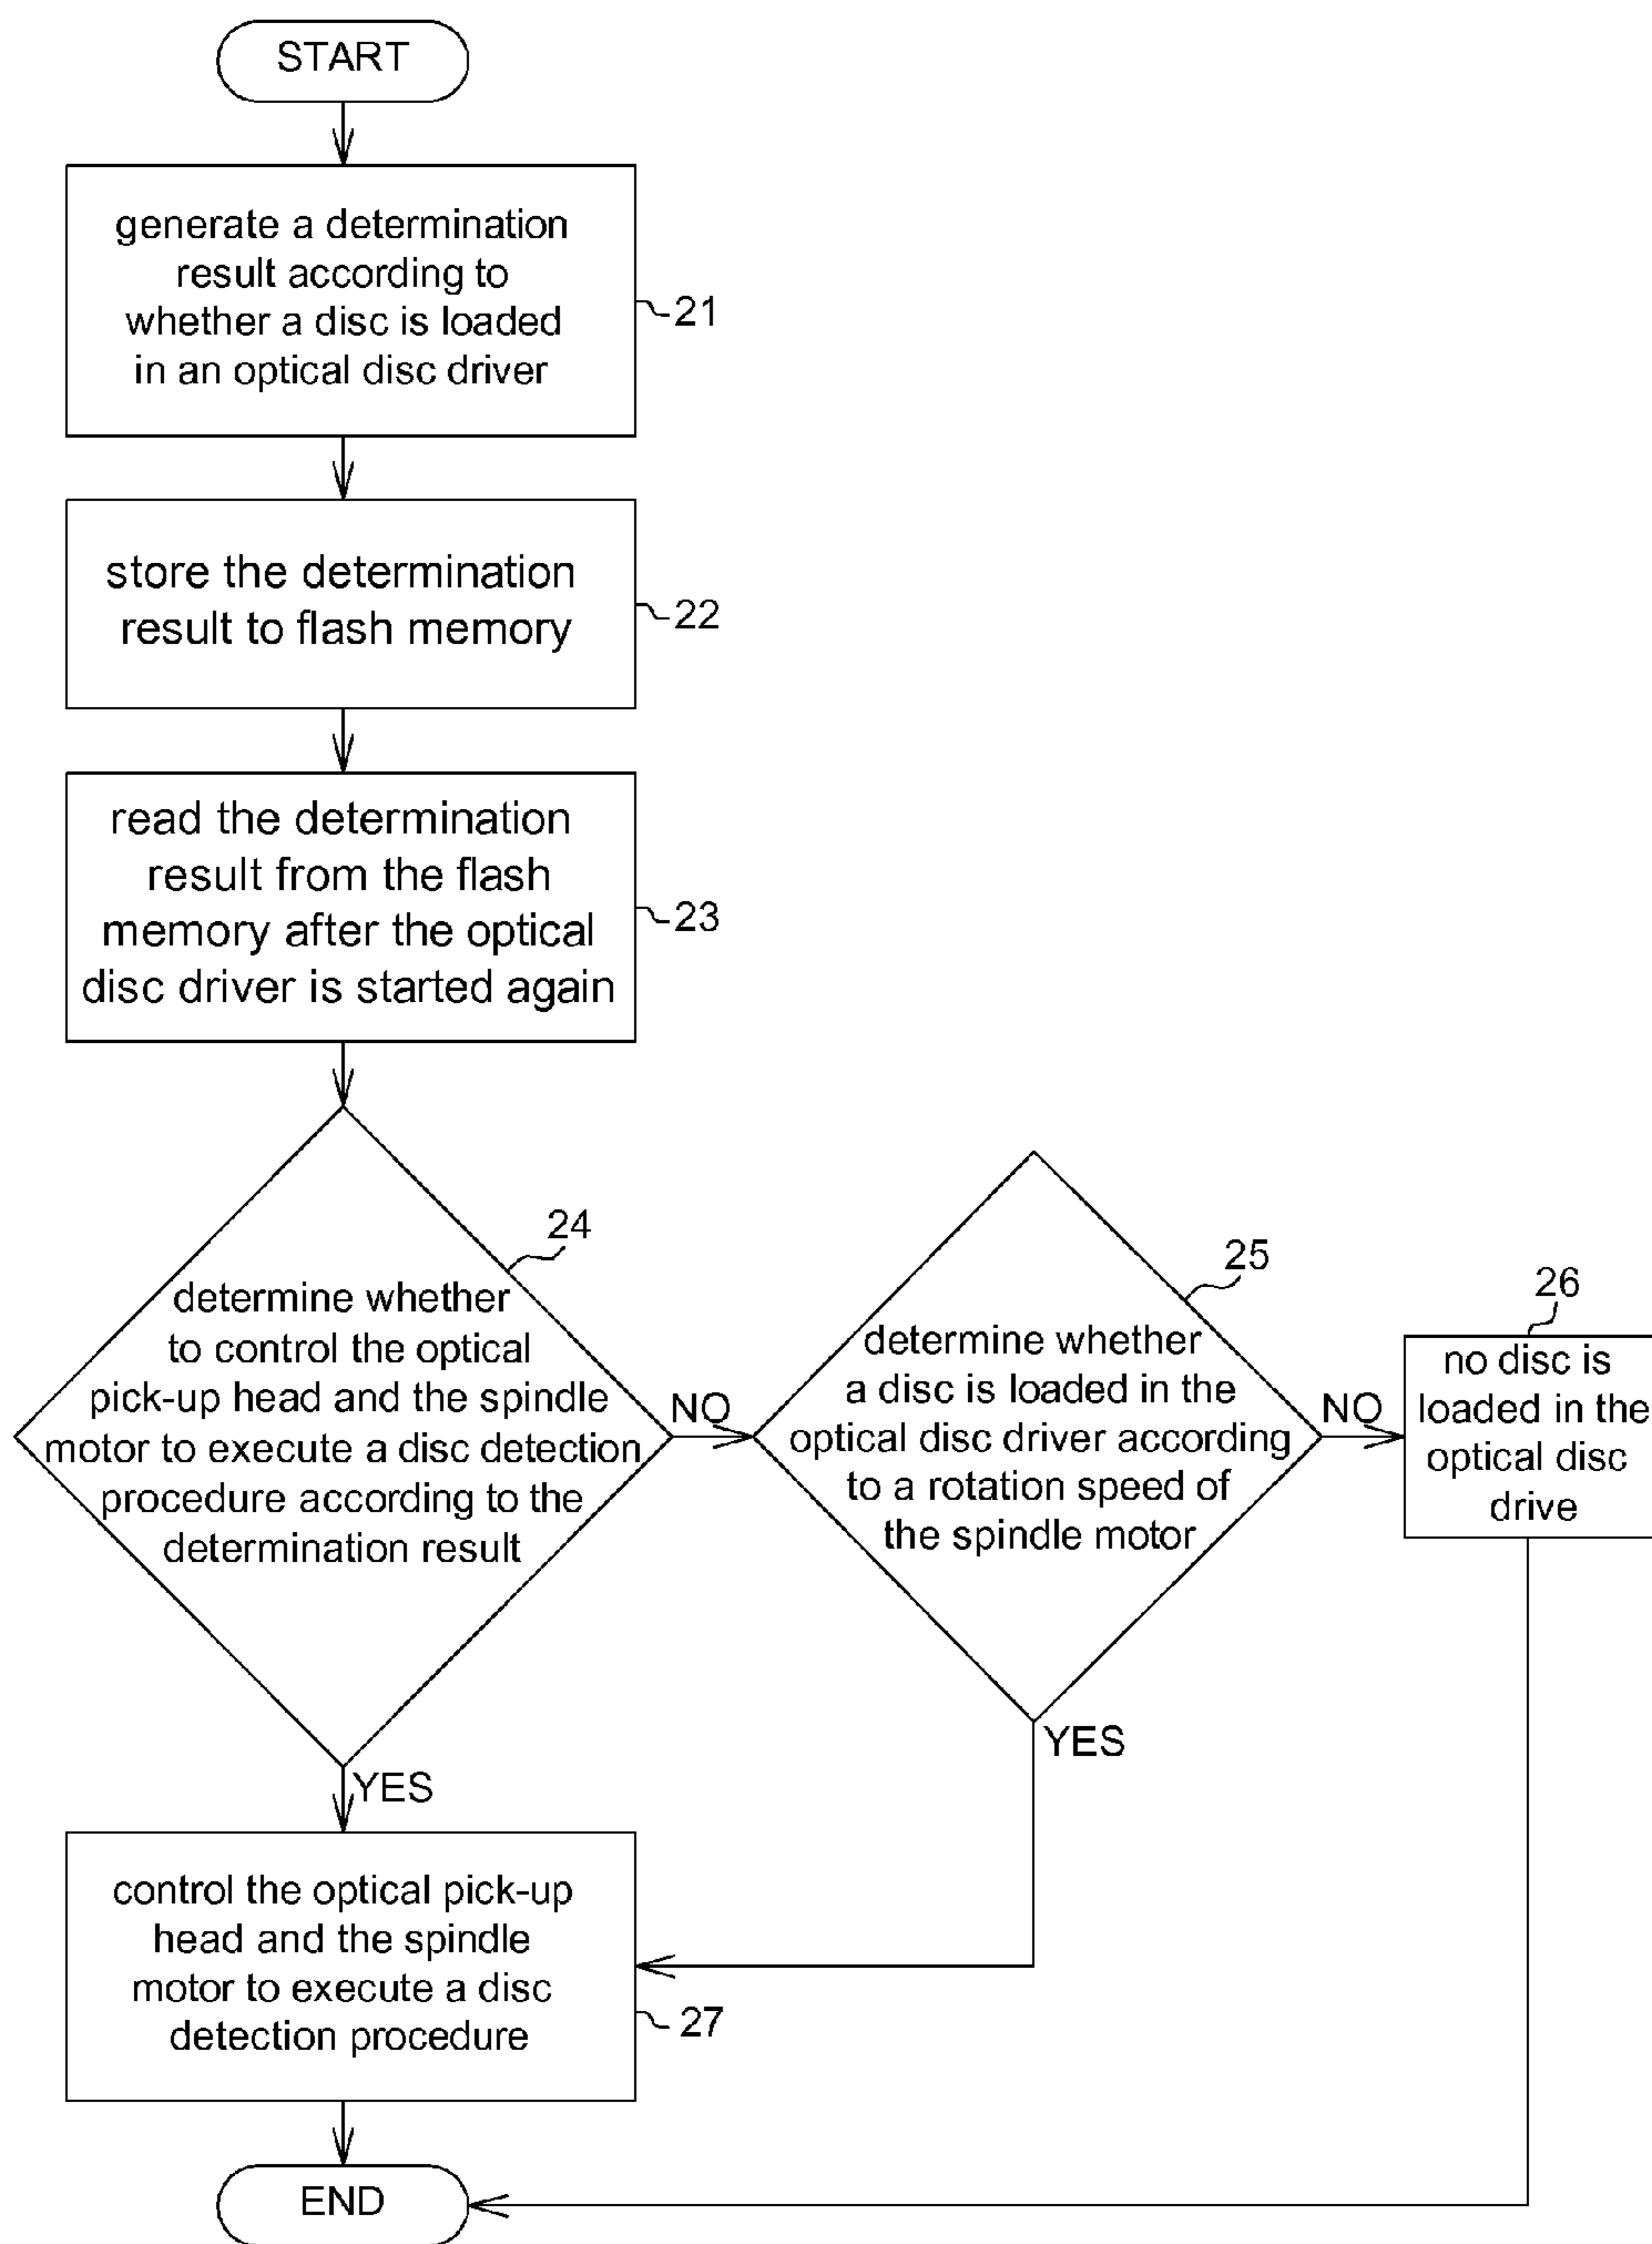 START
generate a determination
result according to
whether a disc is loaded
in an optical disc driver
21
store the determination
result to flash memory
22
read the determination
result from the flash
memory after the optical
disc driver is started again
23
24
determine whether
to control the optical
pick-up head and the spindle
motor to execute a disc detection
procedure according to the
determination result
NO
25
determine whether
a disc is loaded in the
optical disc driver according
to a rotation speed of
the spindle motor
NO
26
no disc is
loaded in the
optical disc
drive
YES
YES
control the optical pick-up
head and the spindle
motor to execute a disc
detection procedure
27
END